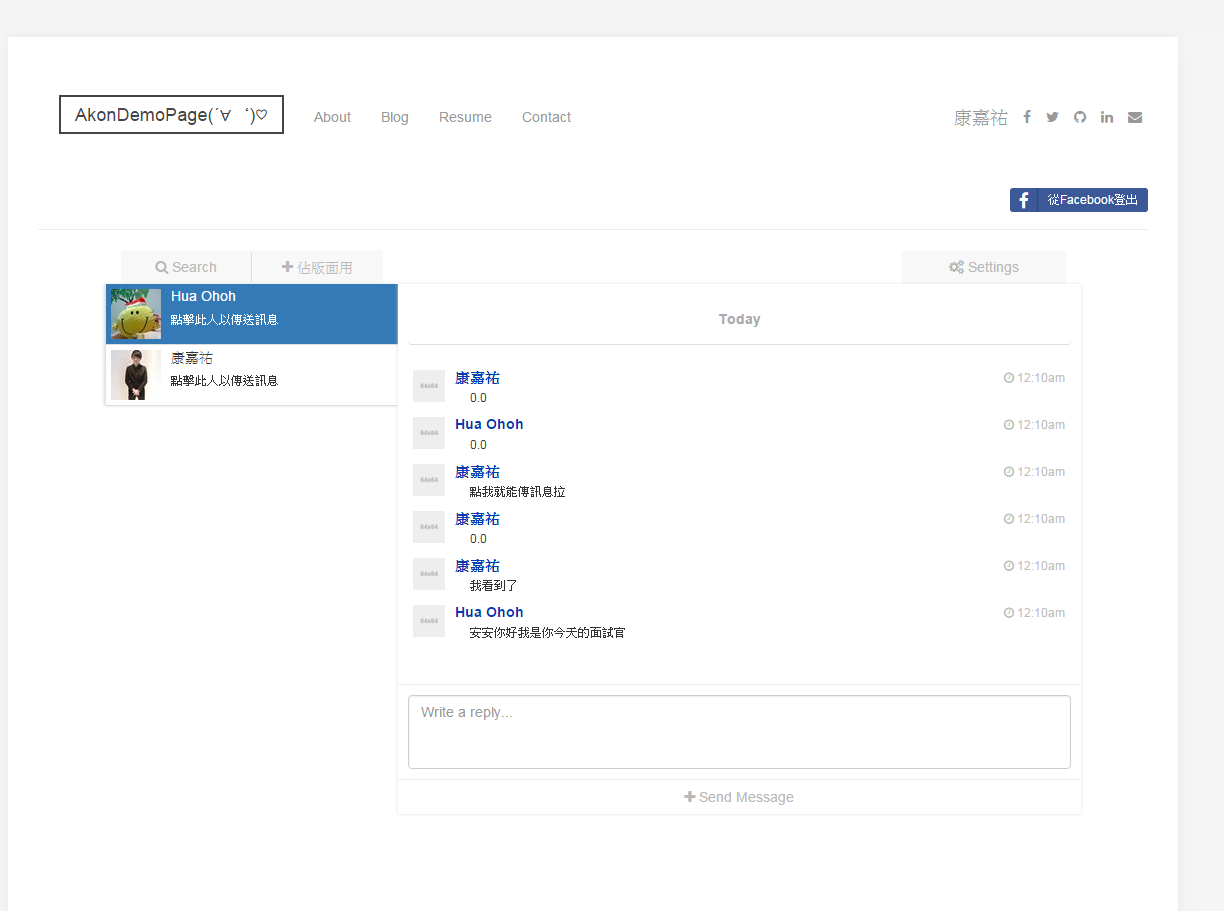 AkonDemoPage(´∀゛‘)♡ About Blog Resume Contact 康嘉祐
從Facebook登出
Search 佔版面用 Settings
Hua Ohoh
點擊此人以傳送訊息
康嘉祐
點擊此人以傳送訊息
Today
64x64 康嘉祐 12:10am
0.0
64x64 Hua Ohoh 12:10am
0.0
64x64 康嘉祐 12:10am
點我就能傳訊息拉
64x64 康嘉祐 12:10am
0.0
64x64 康嘉祐 12:10am
我看到了
64x64 Hua Ohoh 12:10am
安安你好我是你今天的面試官
Write a reply...
Send Message